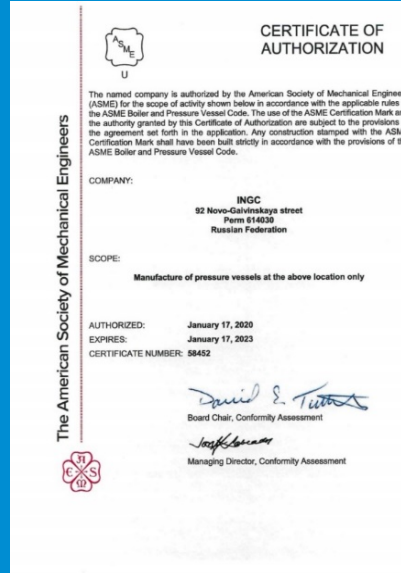 CERTIFICATE OF
AUTHORIZATION
ASME
U
The named company is authorized by the American Society of Mechanical Engineer
(ASME) for the scope of activity shown below in accordance with the applicable rules
the ASME Boiler and Pressure Vessel Code. The use of the ASME Certification Mark an
the authority granted by this Certificate of Authorization are subject to the provisions
the agreement set forth in the application. Any construction stamped with the ASM
Certification Mark shall have been built strictly in accordance with the provisions of th
ASME Boiler and Pressure Vessel Code.
COMPANY:
INGC
92 Novo-Gaivinskaya street
Perm 614030
Russian Federation
SCOPE:
Manufacture of pressure vessels at the above location only
AUTHORIZED: January 17, 2020
EXPIRES: January 17, 2023
CERTIFICATE NUMBER: 58452
Board Chair, Conformity Assessment
Managing Director, Conformity Assessment
The American Society of Mechanical Engineers